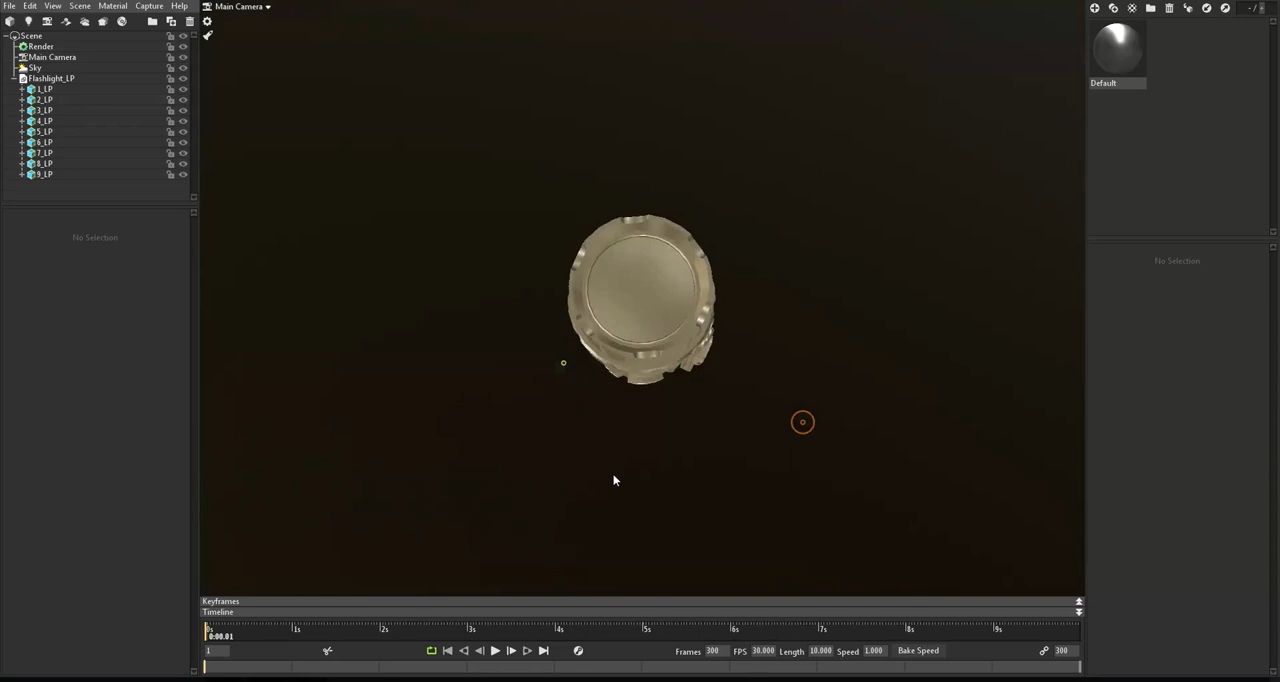 File Edit View Scene Material Capture Help
Main Camera
- /
Scene
Render
Main Camera
Sky
Flashlight_LP
1_LP
2_LP
3_LP
4_LP
5_LP
6_LP
7_LP
8_LP
9_LP
No Selection
Default
No Selection
Keyframes
Timeline
0s 1s 2s 3s 4s 5s 6s 7s 8s 9s
0:00.01
1 Frames 300 FPS 30.000 Length 10.000 Speed 1.000 Bake Speed 300